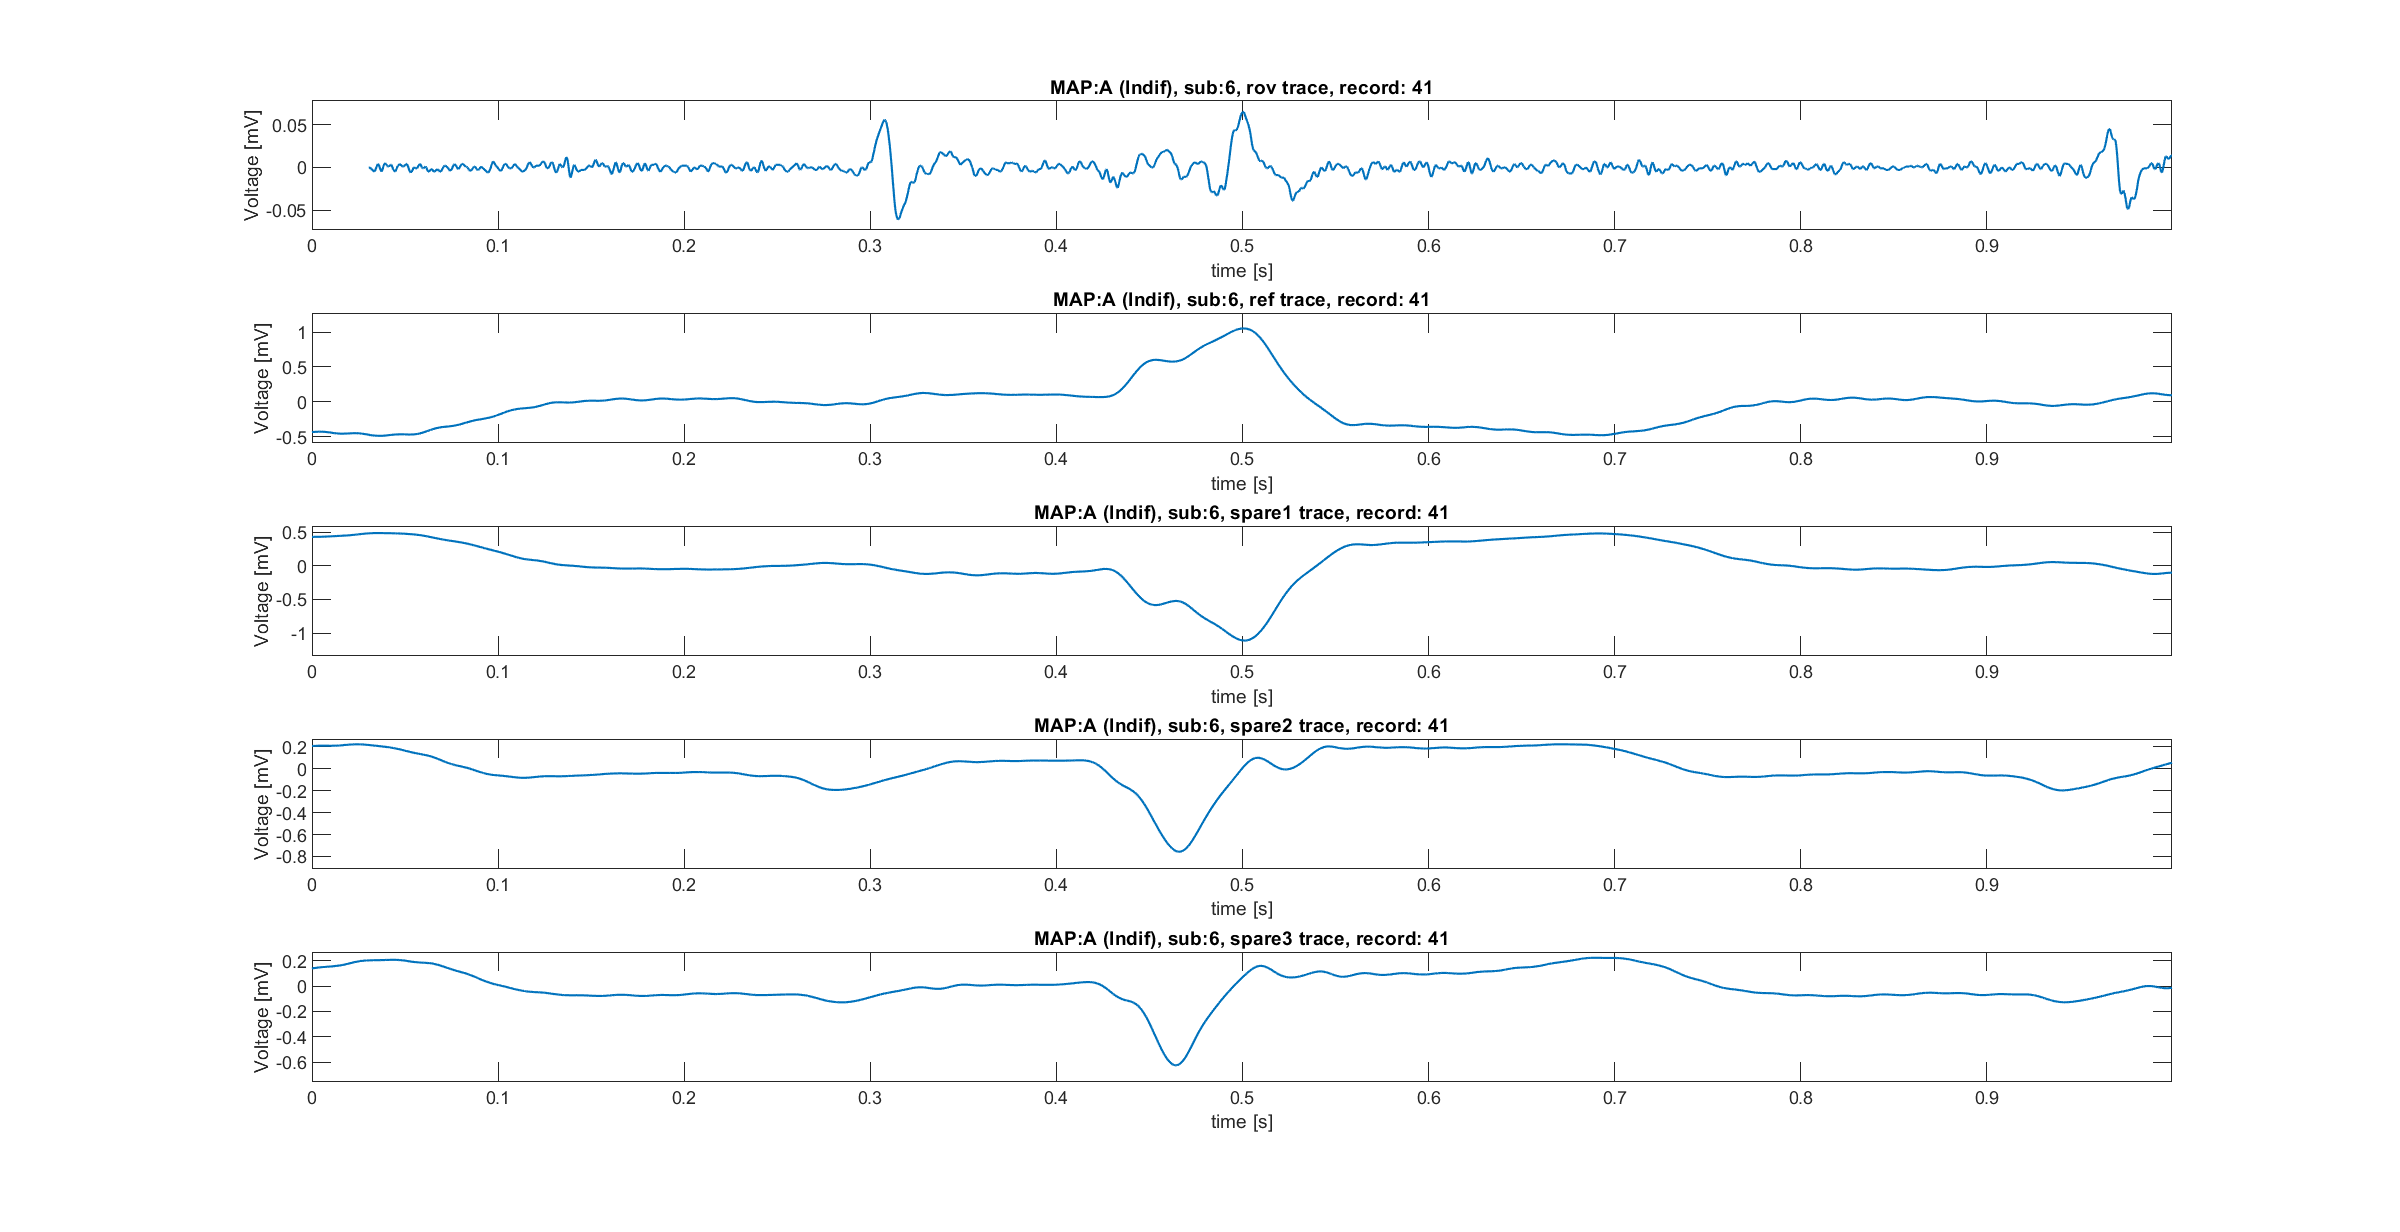 MAP:A (Indif), sub:6, rov trace, record: 41
Voltage [mV]
0.05
0
-0.05
0 0.1 0.2 0.3 0.4 0.5 0.6 0.7 0.8 0.9
time [s]
MAP:A (Indif), sub:6, ref trace, record: 41
Voltage [mV]
1
0.5
0
-0.5
0 0.1 0.2 0.3 0.4 0.5 0.6 0.7 0.8 0.9
time [s]
MAP:A (Indif), sub:6, spare1 trace, record: 41
Voltage [mV]
0.5
0
-0.5
-1
0 0.1 0.2 0.3 0.4 0.5 0.6 0.7 0.8 0.9
time [s]
MAP:A (Indif), sub:6, spare2 trace, record: 41
Voltage [mV]
0.2
0
-0.2
-0.4
-0.6
-0.8
0 0.1 0.2 0.3 0.4 0.5 0.6 0.7 0.8 0.9
time [s]
MAP:A (Indif), sub:6, spare3 trace, record: 41
Voltage [mV]
0.2
0
-0.2
-0.4
-0.6
0 0.1 0.2 0.3 0.4 0.5 0.6 0.7 0.8 0.9
time [s]